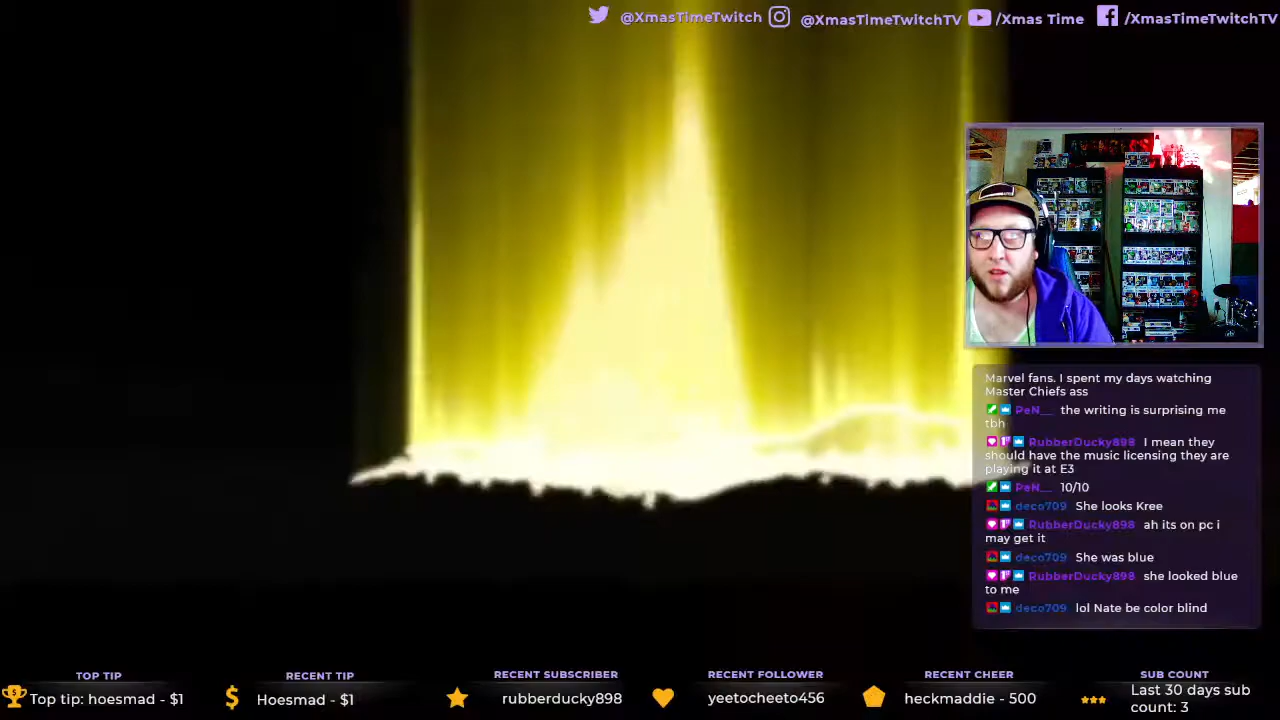 @XmasTimeTwitch @XmasTimeTwitchTV /Xmas Time /XmasTimeTwitchTV
Marvel fans. I spent my days watching
Master Chiefs ass
PeN__ the writing is surprising me
tbh
RubberDucky898 I mean they
should have the music licensing they are
playing it at E3
PeN__ 10/10
deco709 She looks Kree
RubberDucky898 ah its on pc i
may get it
deco709 She was blue
RubberDucky898 she looked blue
to me
deco709 lol Nate be color blind
TOP TIP
Top tip: hoesmad - $1
RECENT TIP
Hoesmad - $1
RECENT SUBSCRIBER
rubberducky898
RECENT FOLLOWER
yeetocheeto456
RECENT CHEER
heckmaddie - 500
SUB COUNT
Last 30 days sub
count: 3